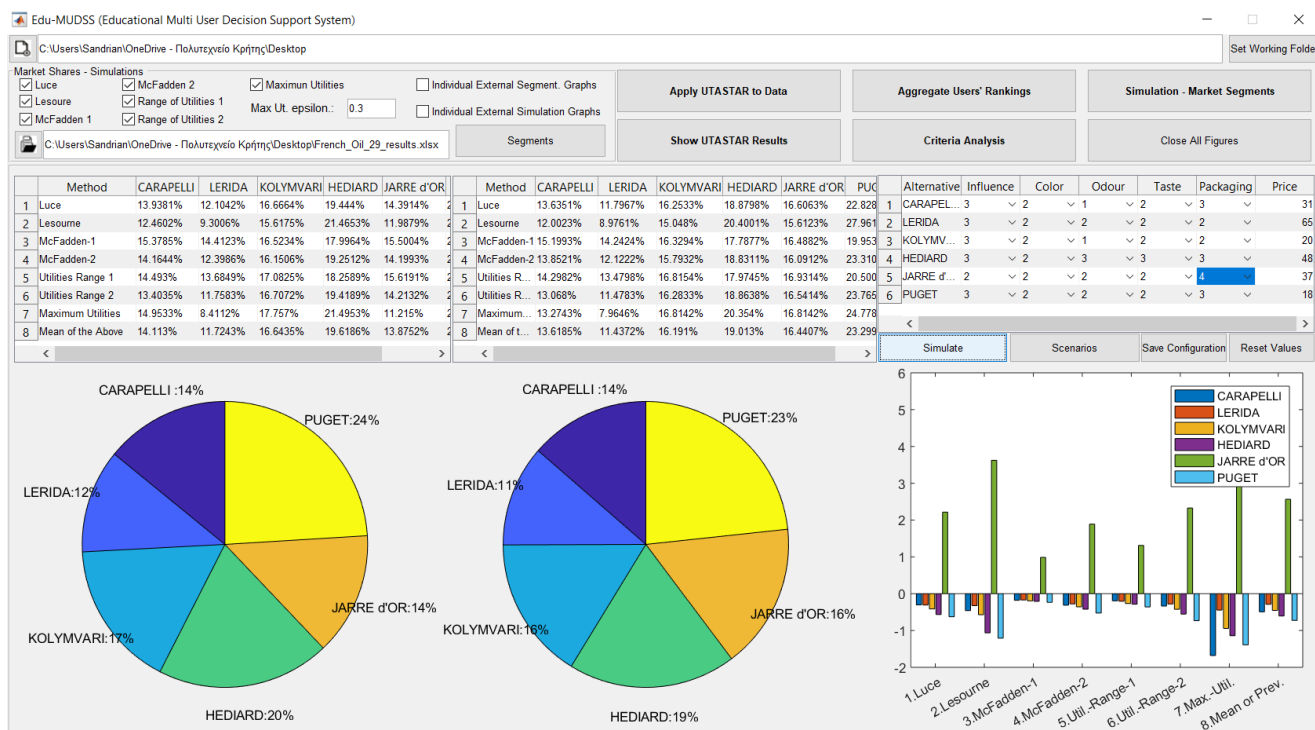 Edu-MUDSS (Educational Multi User Decision Support System)
C:\Users\Sandrian\OneDrive - Πολυτεχνείο Κρήτης\Desktop
Set Working Folde
Market Shares - Simulations
Luce
McFadden 2
Maximun Utilities
Individual External Segment. Graphs
Lesoure
Range of Utilities 1
Max Ut. epsilon.:
0.3
Individual External Simulation Graphs
McFadden 1
Range of Utilities 2
C:\Users\Sandrian\OneDrive - Πολυτεχνείο Κρήτης\Desktop\French_Oil_29_results.xlsx
Segments
Apply UTASTAR to Data
Aggregate Users' Rankings
Simulation - Market Segments
Show UTASTAR Results
Criteria Analysis
Close All Figures
Method CARAPELLI LERIDA KOLYMVARI HEDIARD JARRE d'OR
1 Luce 13.9381% 12.1042% 16.6664% 19.444% 14.3914% 2
2 Lesourne 12.4602% 9.3006% 15.6175% 21.4653% 11.9879% 2
3 McFadden-1 15.3785% 14.4123% 16.5234% 17.9964% 15.5004% 2
4 McFadden-2 14.1644% 12.3986% 16.1506% 19.2512% 14.1993% 2
5 Utilities Range 1 14.493% 13.6849% 17.0825% 18.2589% 15.6191% 2
6 Utilities Range 2 13.4035% 11.7583% 16.7072% 19.4189% 14.2132% 2
7 Maximum Utilities 14.9533% 8.4112% 17.757% 21.4953% 11.215% 2
8 Mean of the Above 14.113% 11.7243% 16.6435% 19.6186% 13.8752% 2
Method CARAPELLI LERIDA KOLYMVARI HEDIARD JARRE d'OR PUG
1 Luce 13.6351% 11.7967% 16.2533% 18.8798% 16.6063% 22.828
2 Lesourne 12.0023% 8.9761% 15.048% 20.4001% 15.6123% 27.961
3 McFadden-1 15.1993% 14.2424% 16.3294% 17.7877% 16.4882% 19.953
4 McFadden-2 13.8521% 12.1222% 15.7932% 18.8311% 16.0912% 23.310
5 Utilities R... 14.2982% 13.4798% 16.8154% 17.9745% 16.9314% 20.500
6 Utilities R... 13.068% 11.4783% 16.2833% 18.8638% 16.5414% 23.765
7 Maximum... 13.2743% 7.9646% 16.8142% 20.354% 16.8142% 24.778
8 Mean of t... 13.6185% 11.4372% 16.191% 19.013% 16.4407% 23.299
Alternative Influence Color Odour Taste Packaging Price
1 CARAPEL... 3 2 1 2 3 31
2 LERIDA 3 2 2 2 2 65
3 KOLYMV... 3 2 1 2 2 20
4 HEDIARD 3 2 3 3 3 48
5 JARRE d'... 2 2 2 2 4 37
6 PUGET 3 2 2 2 3 18
Simulate
Scenarios
Save Configuration
Reset Values
CARAPELLI :14%
PUGET:24%
LERIDA:12%
JARRE d'OR:14%
KOLYMVARI:17%
HEDIARD:20%
CARAPELLI :14%
PUGET:23%
LERIDA:11%
JARRE d'OR:16%
KOLYMVARI:16%
HEDIARD:19%
6
5
4
3
2
1
0
-1
-2
CARAPELLI
LERIDA
KOLYMVARI
HEDIARD
JARRE d'OR
PUGET
1.Luce
2.Lesourne
3.McFadden-1
4.McFadden-2
5.Util.-Range-1
6.Util-Range-2
7.Max.-Util.
8.Mean or Prev.